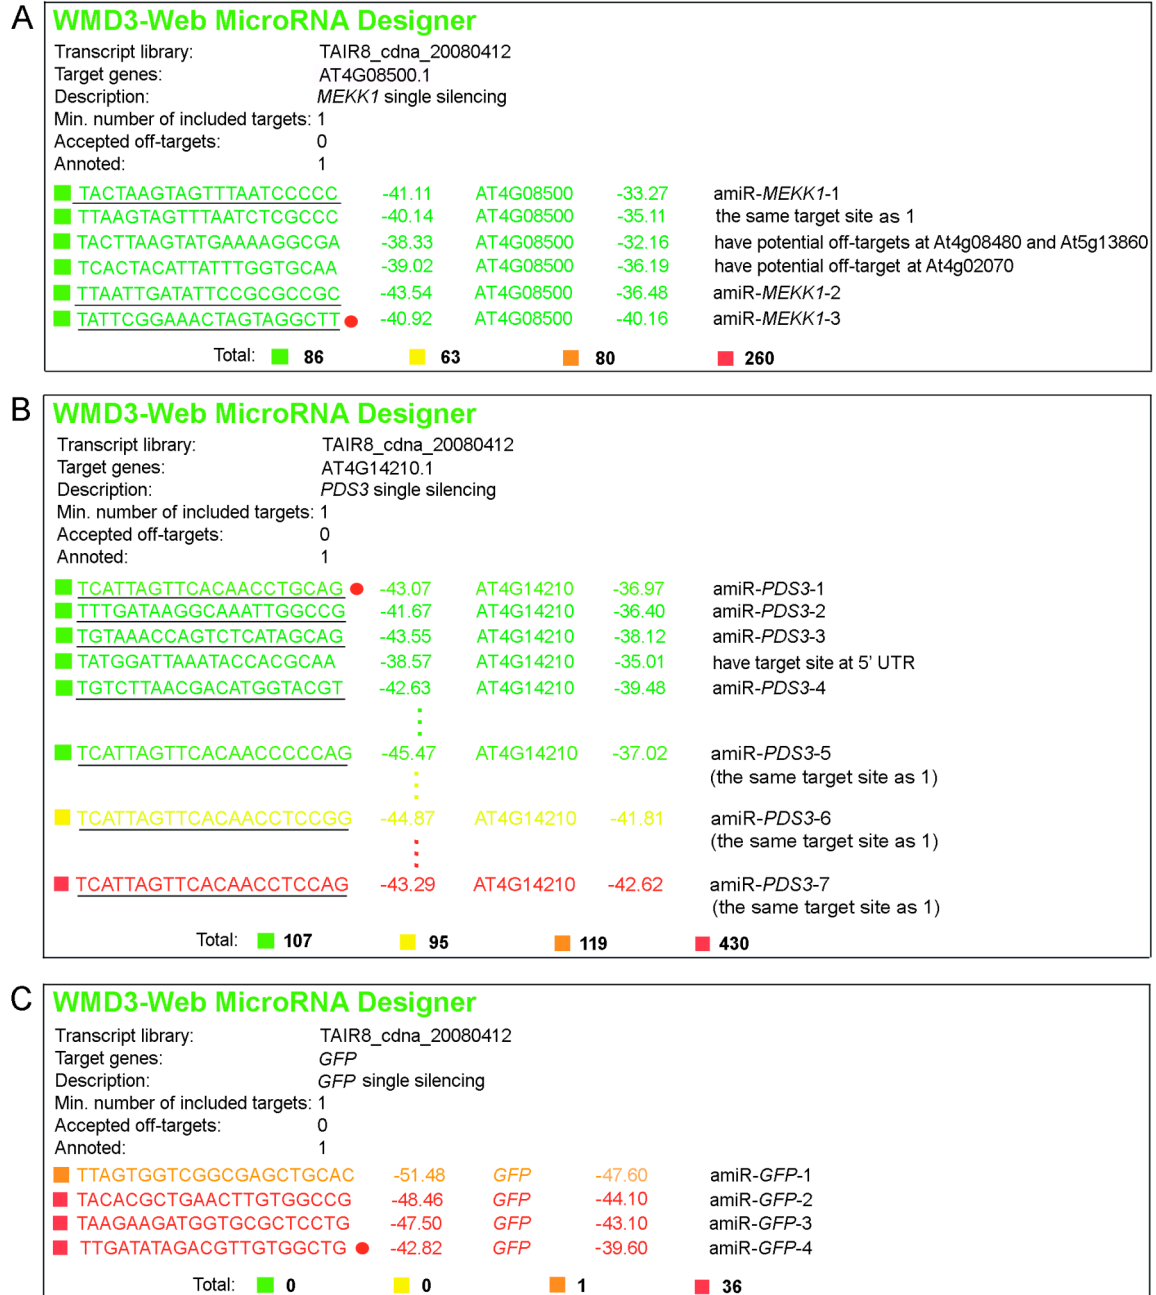 A
WMD3-Web MicroRNA Designer
Transcript library: TAIR8_cdna_20080412
Target genes: AT4G08500.1
Description: MEKK1 single silencing
Min. number of included targets: 1
Accepted off-targets: 0
Annoted: 1
TACTAAGTAGTTTAATCCCCC -41.11 AT4G08500 -33.27 amiR-MEKK1-1
TTAAGTAGTTTAATCTCGCCC -40.14 AT4G08500 -35.11 the same target site as 1
TACTTAAGTATGAAAAGGCGA -38.33 AT4G08500 -32.16 have potential off-targets at At4g08480 and At5g13860
TCACTACATTATTTGGTGCAA -39.02 AT4G08500 -36.19 have potential off-target at At4g02070
TTAATTGATATTCCGCGCCGC -43.54 AT4G08500 -36.48 amiR-MEKK1-2
TATTCGGAAACTAGTAGGCTT -40.92 AT4G08500 -40.16 amiR-MEKK1-3
Total: 86 63 80 260
B
WMD3-Web MicroRNA Designer
Transcript library: TAIR8_cdna_20080412
Target genes: AT4G14210.1
Description: PDS3 single silencing
Min. number of included targets: 1
Accepted off-targets: 0
Annoted: 1
TCATTAGTTCACAACCTGCAG -43.07 AT4G14210 -36.97 amiR-PDS3-1
TTTGATAAGGCAAATTGGCCG -41.67 AT4G14210 -36.40 amiR-PDS3-2
TGTAAACCAGTCTCATAGCAG -43.55 AT4G14210 -38.12 amiR-PDS3-3
TATGGATTAAATACCACGCAA -38.57 AT4G14210 -35.01 have target site at 5' UTR
TGTCTTAACGACATGGTACGT -42.63 AT4G14210 -39.48 amiR-PDS3-4
TCATTAGTTCACAACCCCCAG -45.47 AT4G14210 -37.02 amiR-PDS3-5
(the same target site as 1)
TCATTAGTTCACAACCTCCGG -44.87 AT4G14210 -41.81 amiR-PDS3-6
(the same target site as 1)
TCATTAGTTCACAACCTCCAG -43.29 AT4G14210 -42.62 amiR-PDS3-7
(the same target site as 1)
Total: 107 95 119 430
C
WMD3-Web MicroRNA Designer
Transcript library: TAIR8_cdna_20080412
Target genes: GFP
Description: GFP single silencing
Min. number of included targets: 1
Accepted off-targets: 0
Annoted: 1
TTAGTGGTCGGCGAGCTGCAC -51.48 GFP -47.60 amiR-GFP-1
TACACGCTGAACTTGTGGCCG -48.46 GFP -44.10 amiR-GFP-2
TAAGAAGATGGTGCGCTCCTG -47.50 GFP -43.10 amiR-GFP-3
TTGATATAGACGTTGTGGCTG -42.82 GFP -39.60 amiR-GFP-4
Total: 0 0 1 36